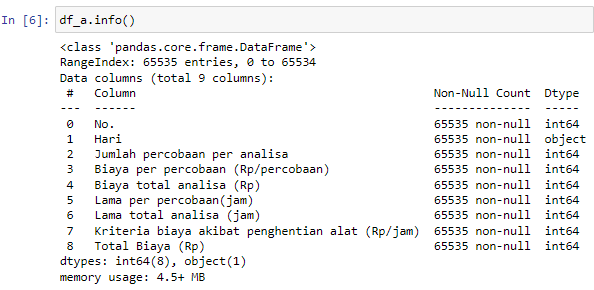 In [6]: df_a.info()
<class 'pandas.core.frame.DataFrame'>
RangeIndex: 65535 entries, 0 to 65534
Data columns (total 9 columns):
 #   Column                                             Non-Null Count  Dtype
---  ------                                             --------------  -----
 0   No.                                                65535 non-null  int64
 1   Hari                                               65535 non-null  object
 2   Jumlah percobaan per analisa                       65535 non-null  int64
 3   Biaya per percobaan (Rp/percobaan)                 65535 non-null  int64
 4   Biaya total analisa (Rp)                           65535 non-null  int64
 5   Lama per percobaan(jam)                            65535 non-null  int64
 6   Lama total analisa (jam)                           65535 non-null  int64
 7   Kriteria biaya akibat penghentian alat (Rp/jam)    65535 non-null  int64
 8   Total Biaya (Rp)                                   65535 non-null  int64
dtypes: int64(8), object(1)
memory usage: 4.5+ MB